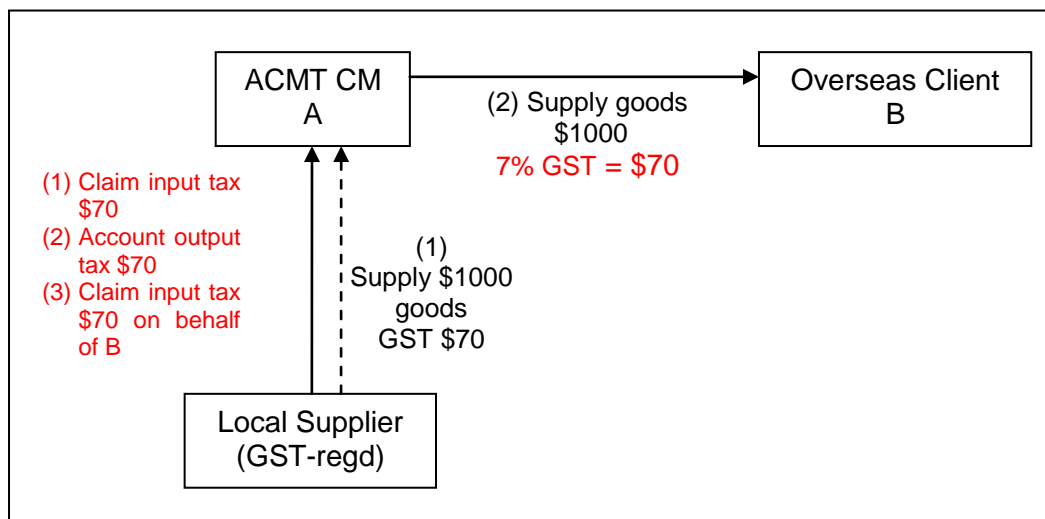 ACMT CM
A
(2) Supply goods
$1000
7% GST = $70
Overseas Client
B
(1) Claim input tax
$70
(2) Account output
tax $70
(3) Claim input tax
$70 on behalf
of B
(1)
Supply $1000
goods
GST $70
Local Supplier
(GST-regd)